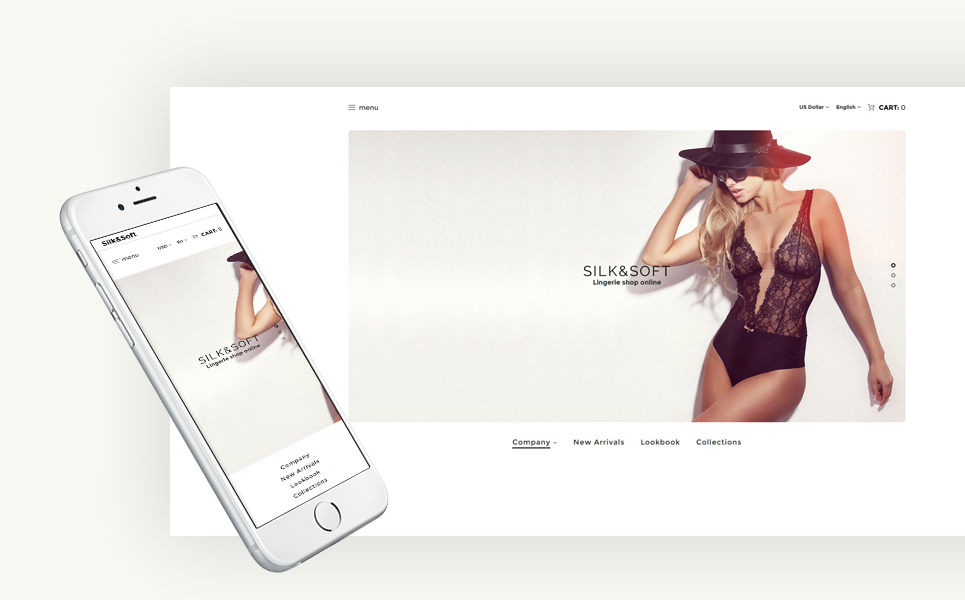 menu
US Dollar English CART: 0
SILK&SOFT
Lingerie shop online
Company New Arrivals Lookbook Collections
Silk&Soft
menu USD En CART: 0
SILK&SOFT
Lingerie shop online
Company
New Arrivals
Lookbook
Collections